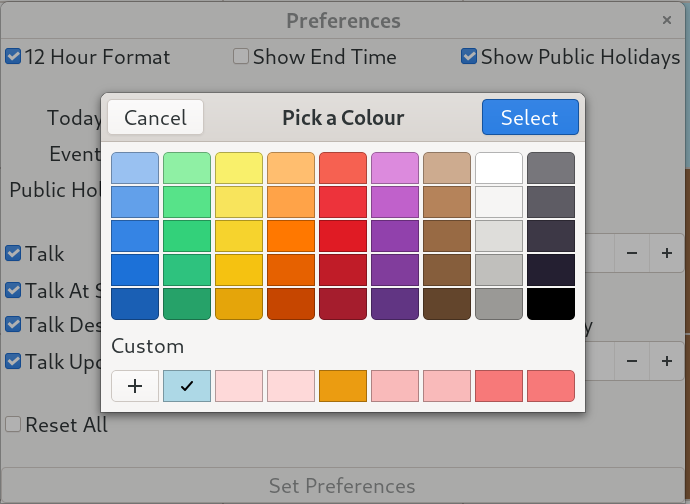 Preferences
12 Hour Format Show End Time Show Public Holidays
Today
Event
Public Hol
Talk
Talk At S
Talk Des y
Talk Upo
Reset All
Set Preferences
Cancel Pick a Colour Select
Custom